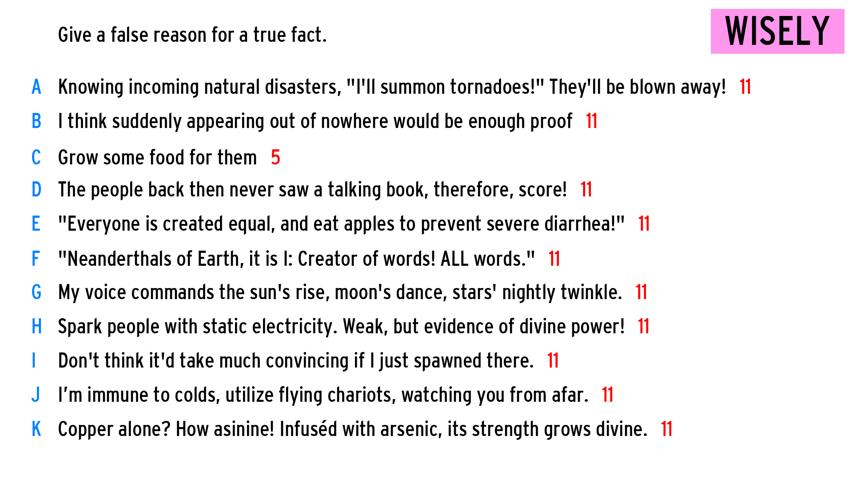 Give a false reason for a true fact.
WISELY
A Knowing incoming natural disasters, "I'll summon tornadoes!" They'll be blown away! 11
B I think suddenly appearing out of nowhere would be enough proof 11
C Grow some food for them 5
D The people back then never saw a talking book, therefore, score! 11
E "Everyone is created equal, and eat apples to prevent severe diarrhea!" 11
F "Neanderthals of Earth, it is I: Creator of words! ALL words." 11
G My voice commands the sun's rise, moon's dance, stars' nightly twinkle. 11
H Spark people with static electricity. Weak, but evidence of divine power! 11
I Don't think it'd take much convincing if I just spawned there. 11
J I’m immune to colds, utilize flying chariots, watching you from afar. 11
K Copper alone? How asinine! Infuséd with arsenic, its strength grows divine. 11